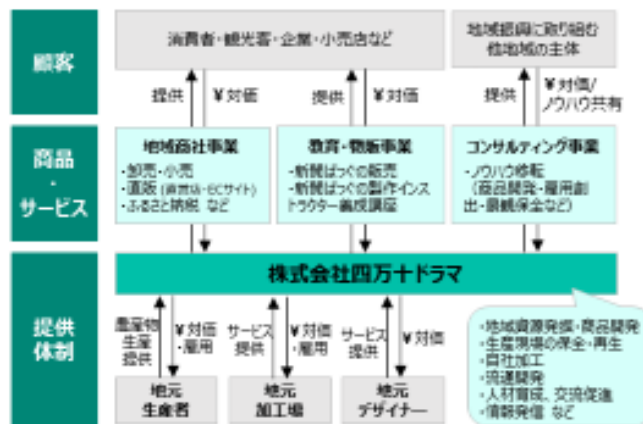 顧客
消費者・観光客・企業・小売店など
地域振興に取り組む
他地域の主体
提供
¥対価
提供
¥対価
提供
¥対価/
ノウハウ共有
商品
・
サービス
地域商社事業
・卸売・小売
・直販(直営店・ECサイト)
・ふるさと納税 など
教育・物販事業
・新聞ばっぐの販売
・新聞ばっぐの製作インス
トラクター養成講座
コンサルティング事業
・ノウハウ移転
(商品開発・雇用創
出・景観保全など)
株式会社四万十ドラマ
提供
体制
農産物
生産
提供
¥対価
・雇用
サービス
提供
¥対価
・雇用
サービス
提供
¥対価
地元
生産者
地元
加工場
地元
デザイナー
・地域資源発掘・商品開発
・生産現場の保全・再生
・自社加工
・流通開発
・人材育成、交流促進
・情報発信 など